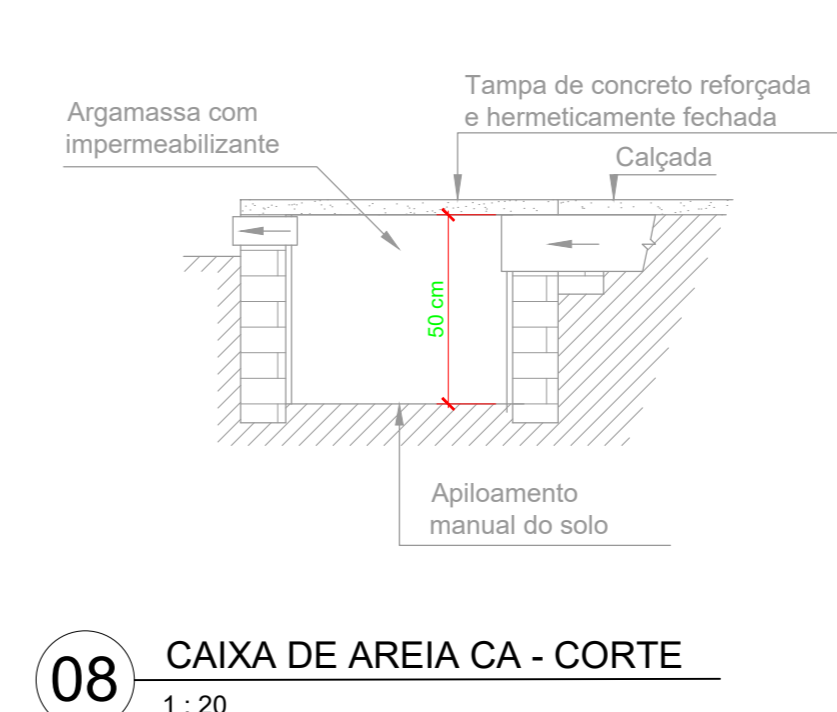 Tampa de concreto reforçada
e hermeticamente fechada
Argamassa com
impermeabilizante
Calçada
50 cm
Apiloamento
manual do solo
08
CAIXA DE AREIA CA - CORTE
1 : 20